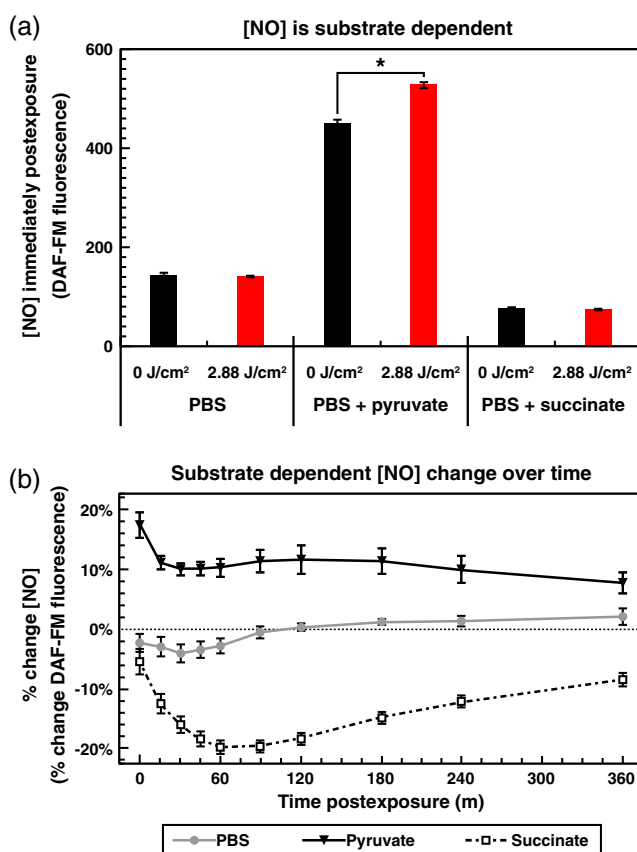 (a)
[NO] is substrate dependent
[NO] immediately postexposure
(DAF-FM fluorescence)
600
400
200
0
*
0 J/cm² 2.88 J/cm² 0 J/cm² 2.88 J/cm² 0 J/cm² 2.88 J/cm²
PBS PBS + pyruvate PBS + succinate
(b)
Substrate dependent [NO] change over time
% change [NO]
(% change DAF-FM fluorescence)
20%
10%
0%
-10%
-20%
0 60 120 180 240 300 360
Time postexposure (m)
PBS Pyruvate Succinate